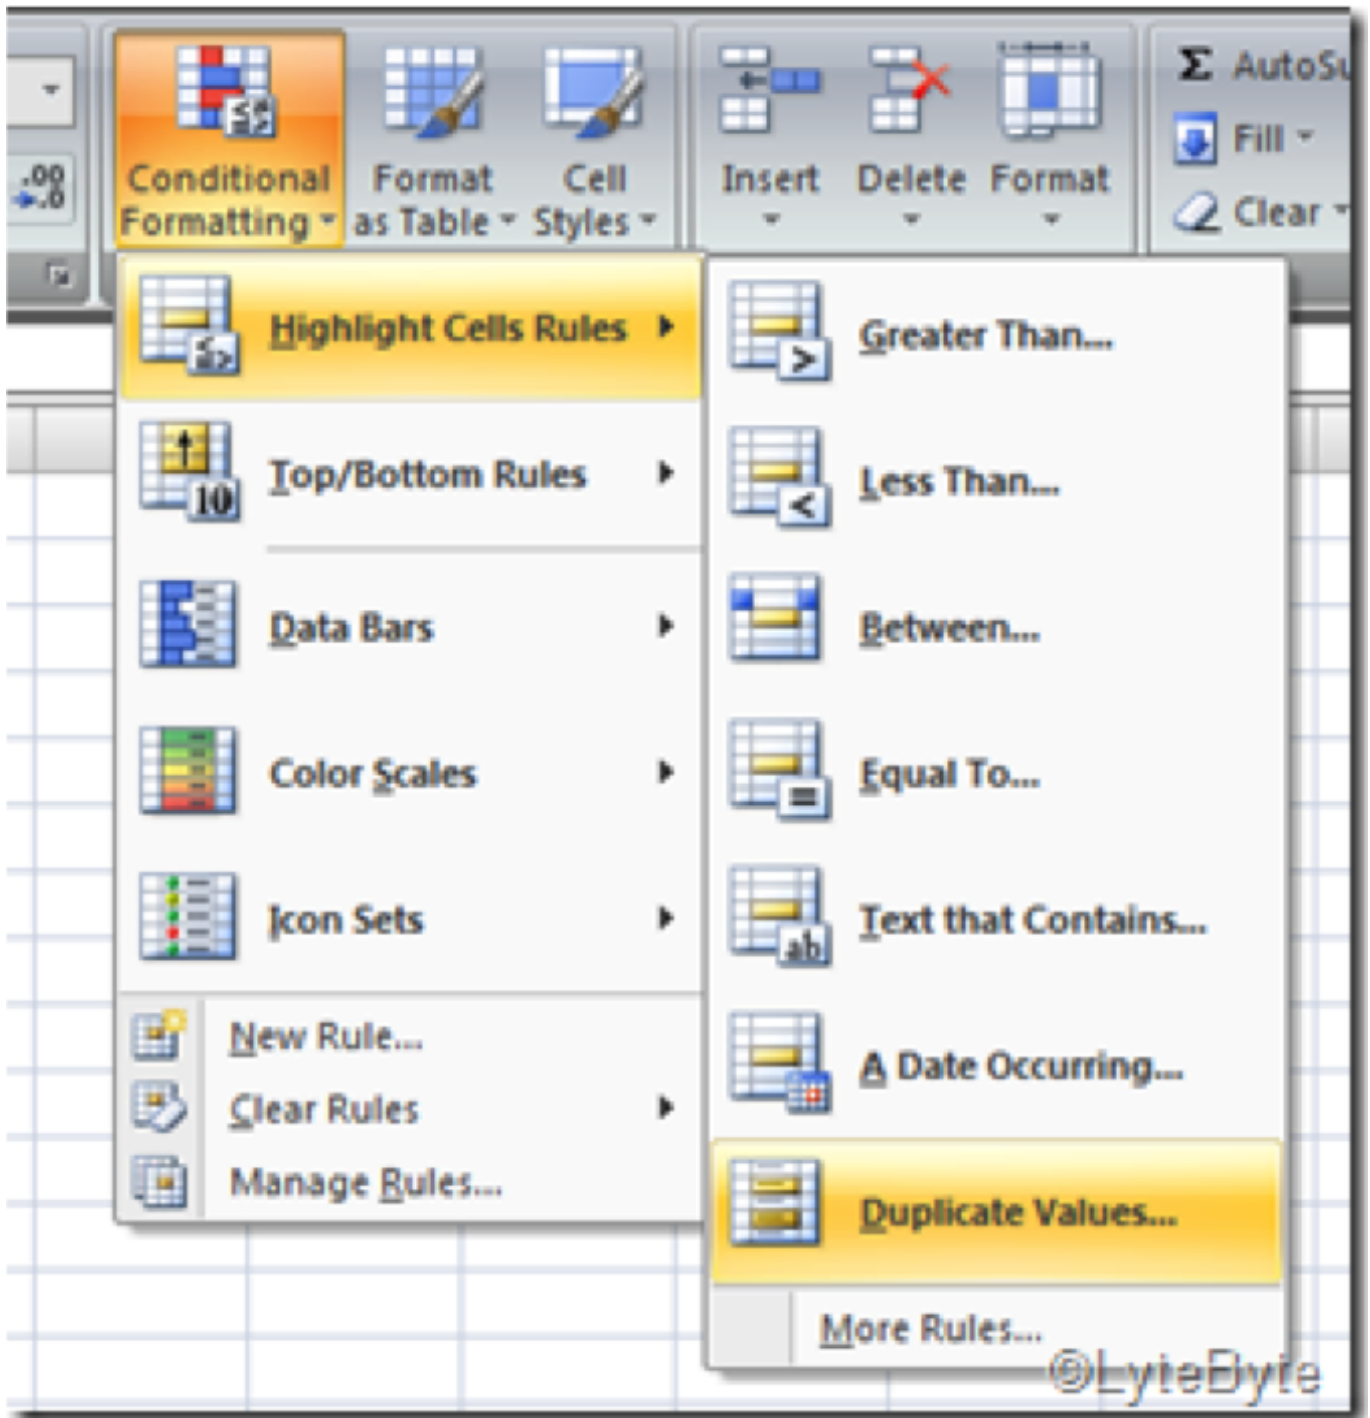 Conditional
Formatting
Format
as Table
Cell
Styles
Insert
Delete
Format
Σ AutoSu
Fill
Clear
.00
.0
Highlight Cells Rules
Top/Bottom Rules
10
Data Bars
Color Scales
Icon Sets
New Rule...
Clear Rules
Manage Rules...
Greater Than...
>
Less Than...
<
Between...
Equal To...
=
Text that Contains...
ab
A Date Occurring...
Duplicate Values...
More Rules...
©LyteByte